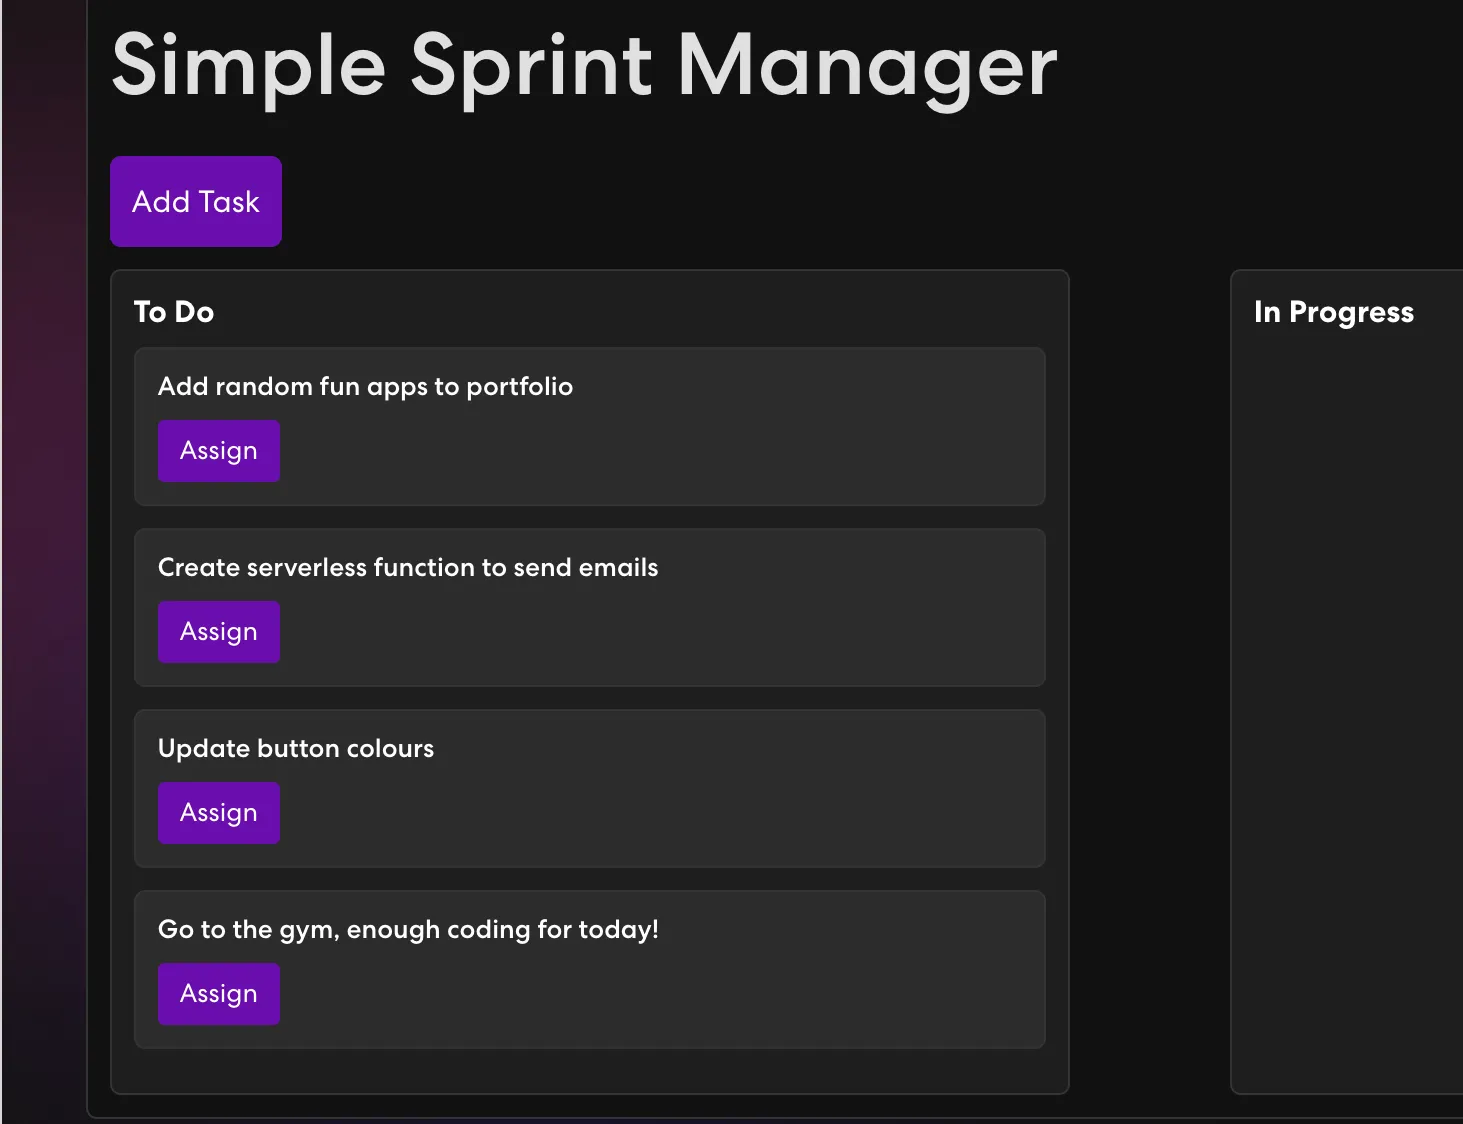 Simple Sprint Manager
Add Task
To Do
Add random fun apps to portfolio
Assign
Create serverless function to send emails
Assign
Update button colours
Assign
Go to the gym, enough coding for today!
Assign
In Progress